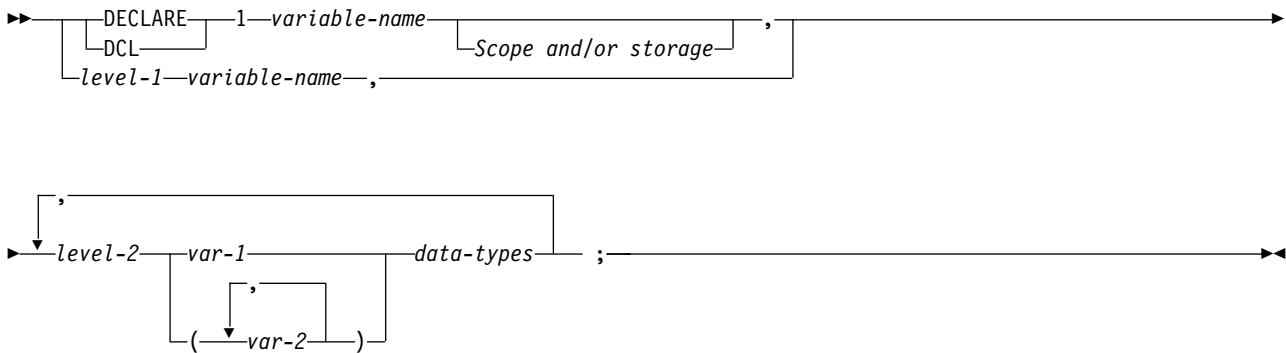 DECLARE 1 variable-name ,
DCL Scope and/or storage
level-1 variable-name ,
,
level-2 var-1 data-types ;
,
( var-2 )